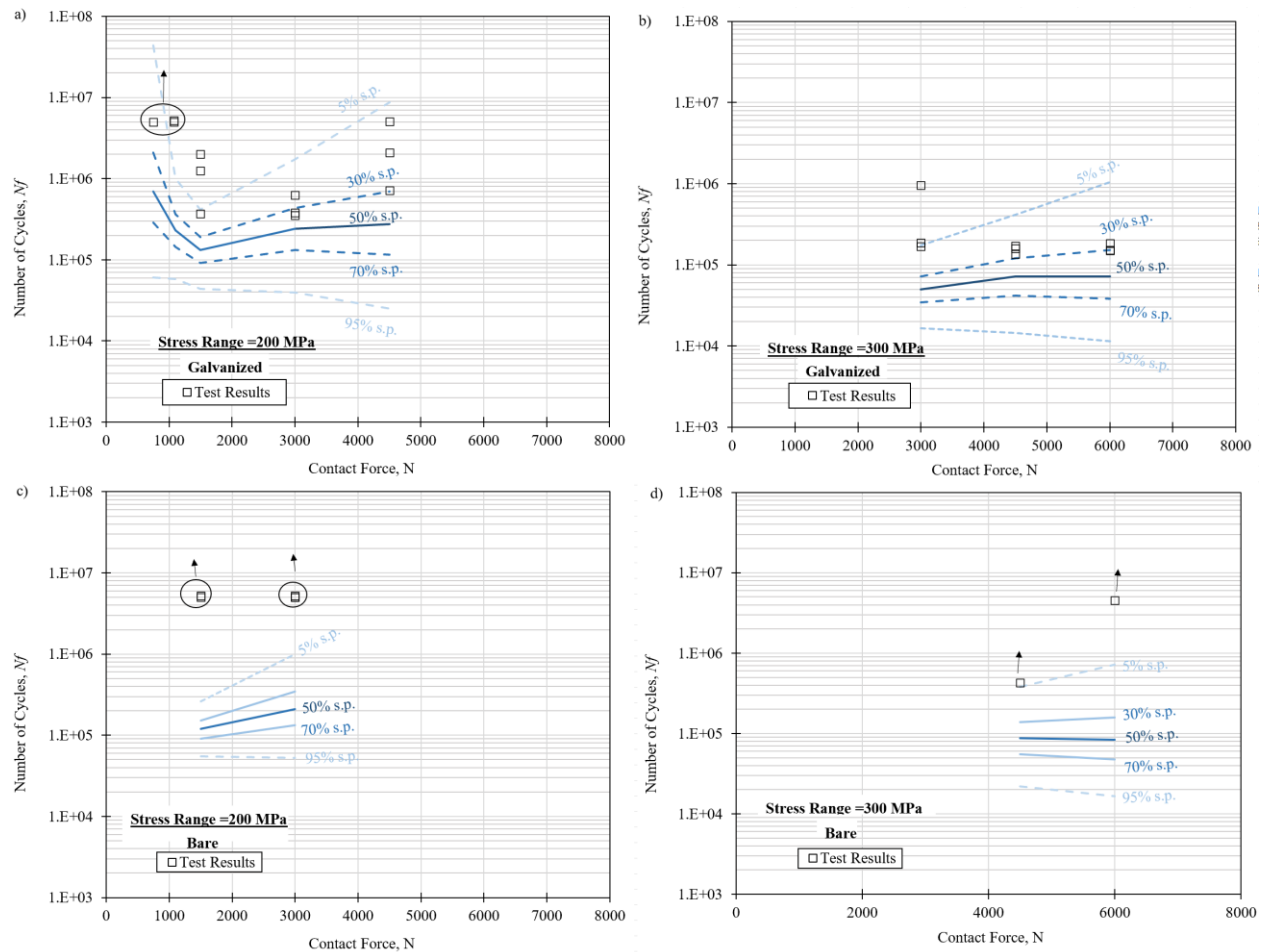 a)
1.E+08
1.E+07
1.E+06
1.E+05
1.E+04
1.E+03
Number of Cycles, Nf
5% s.p.
30% s.p.
50% s.p.
70% s.p.
95% s.p.
Stress Range =200 MPa
Galvanized
Test Results
0 1000 2000 3000 4000 5000 6000 7000 8000
Contact Force, N
b)
1.E+08
1.E+07
1.E+06
1.E+05
1.E+04
1.E+03
Number of Cycles, Nf
5% s.p.
30% s.p.
50% s.p.
70% s.p.
95% s.p.
Stress Range =300 MPa
Galvanized
Test Results
0 1000 2000 3000 4000 5000 6000 7000 8000
Contact Force, N
c)
1.E+08
1.E+07
1.E+06
1.E+05
1.E+04
1.E+03
Number of Cycles, Nf
5% s.p.
50% s.p.
70% s.p.
95% s.p
Stress Range =200 MPa
Bare
Test Results
0 1000 2000 3000 4000 5000 6000 7000 8000
Contact Force, N
d)
1.E+08
1.E+07
1.E+06
1.E+05
1.E+04
1.E+03
Number of Cycles, Nf
5% s.p.
30% s.p.
50% s.p.
70% s.p.
95% s.p.
Stress Range =300 MPa
Bare
Test Results
0 2000 4000 6000 8000
Contact Force, N